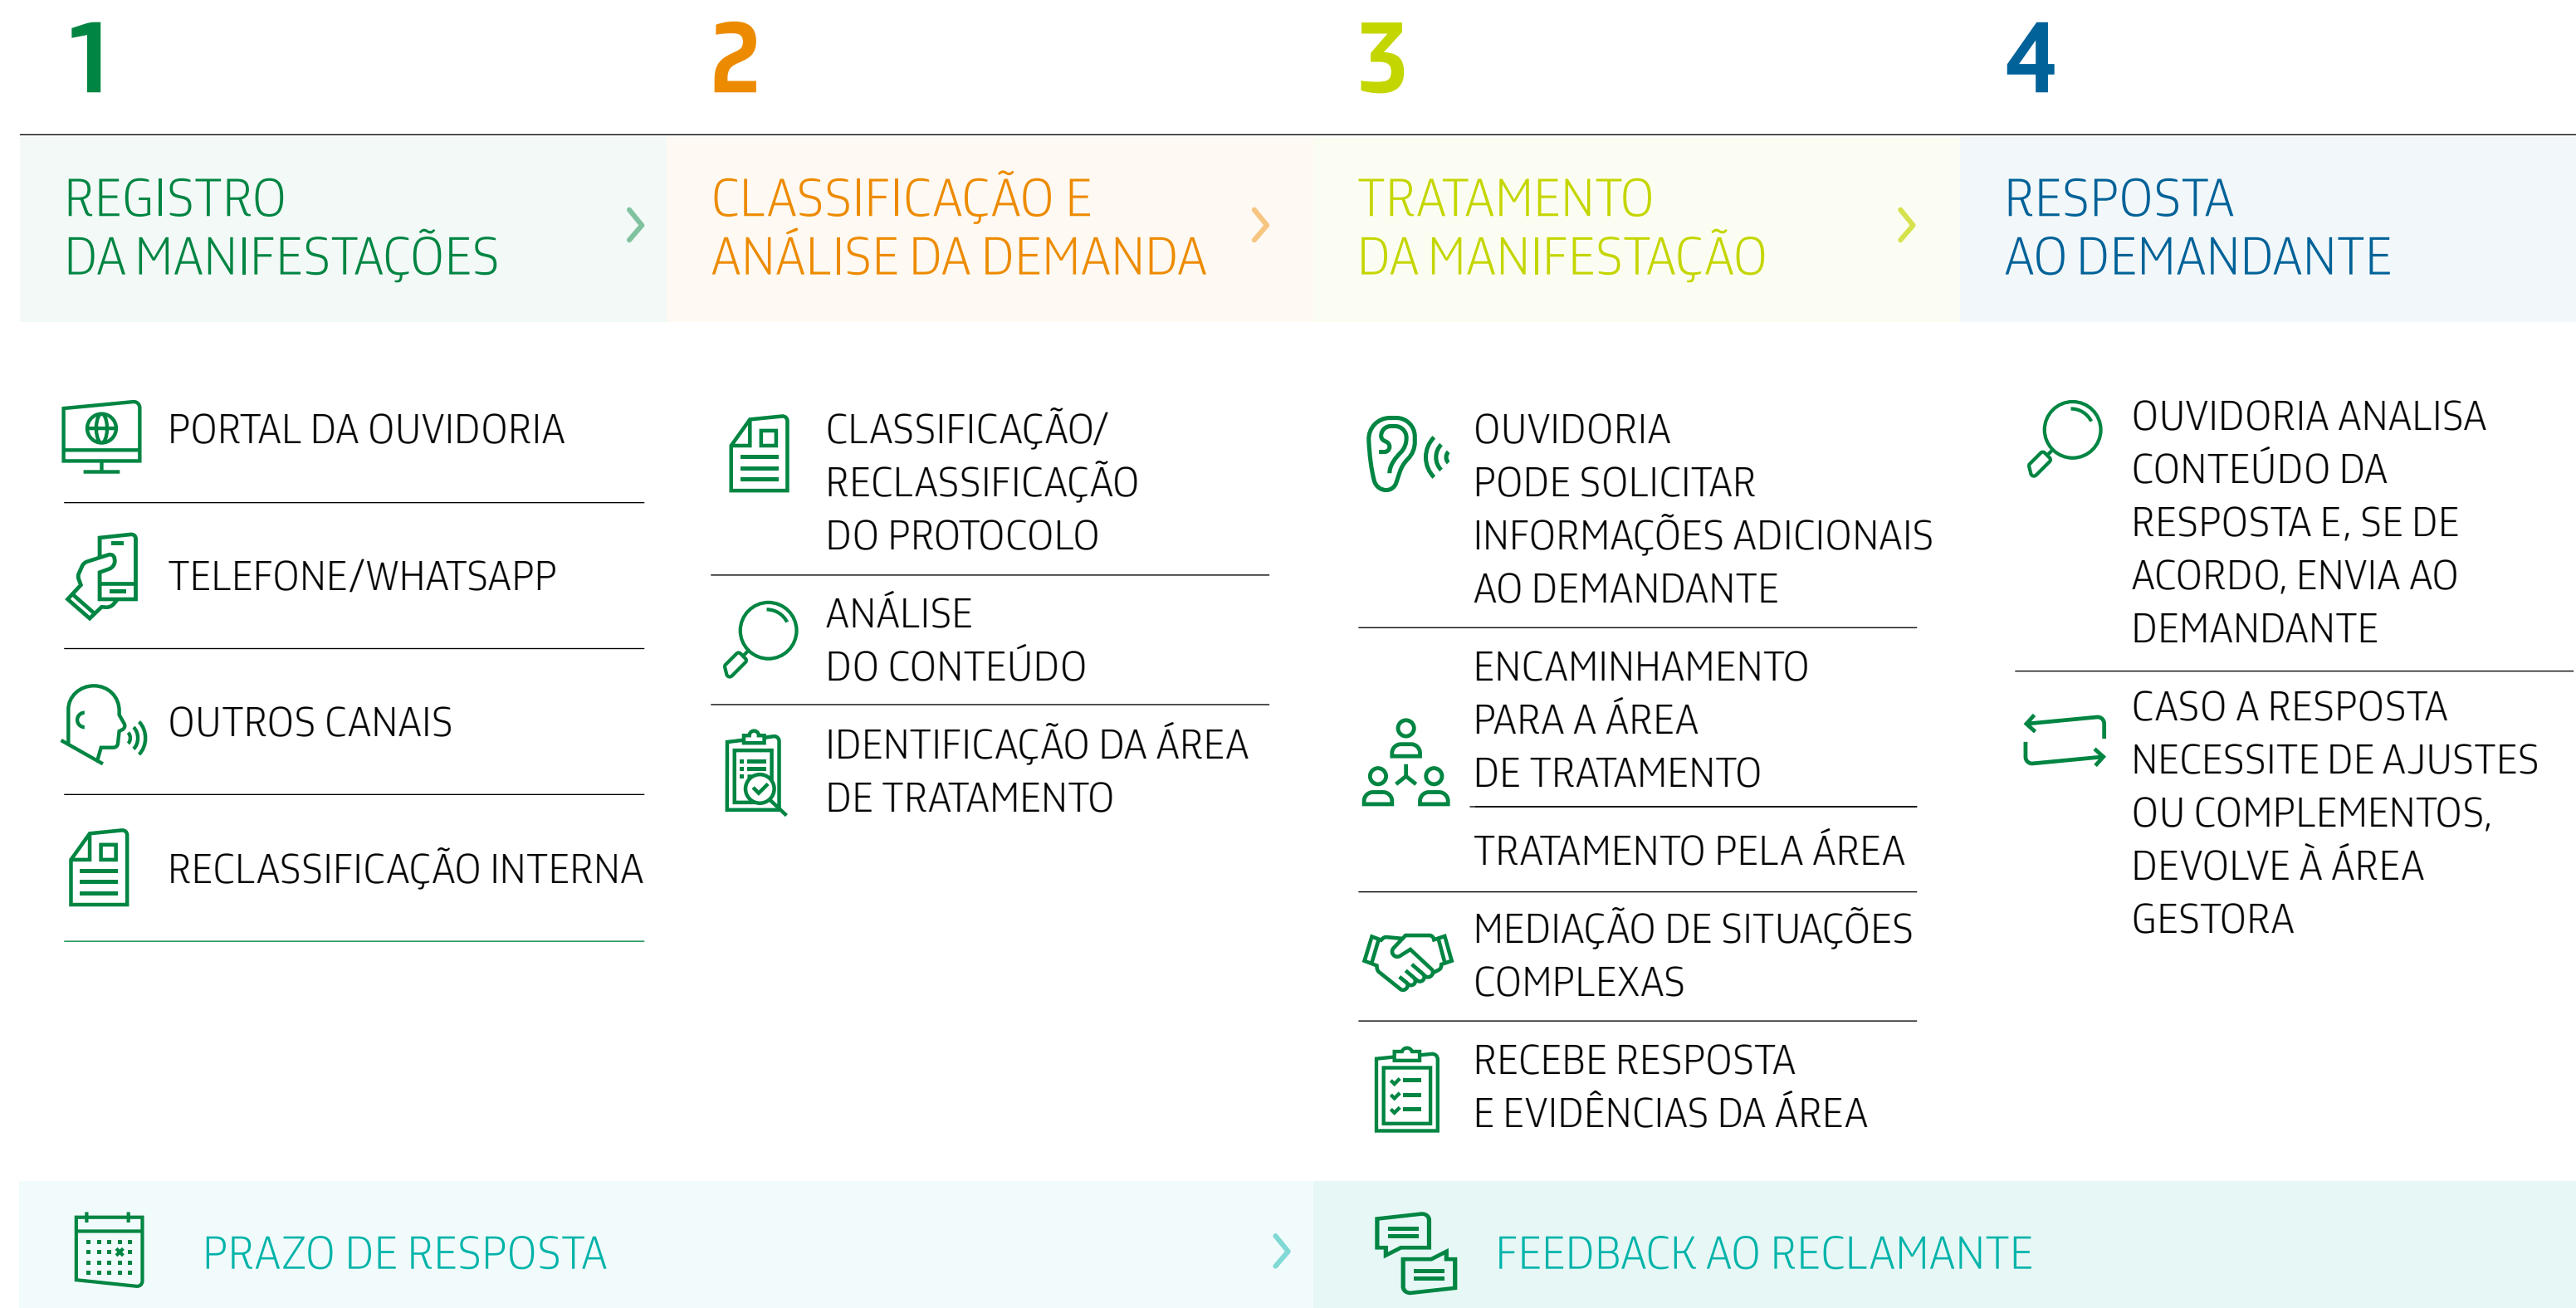 1
REGISTRO
DA MANIFESTAÇÕES
PORTAL DA OUVIDORIA
TELEFONE/WHATSAPP
OUTROS CANAIS
RECLASSIFICAÇÃO INTERNA
2
CLASSIFICAÇÃO E
ANÁLISE DA DEMANDA
CLASSIFICAÇÃO/
RECLASSIFICAÇÃO
DO PROTOCOLO
ANÁLISE
DO CONTEÚDO
IDENTIFICAÇÃO DA ÁREA
DE TRATAMENTO
3
TRATAMENTO
DA MANIFESTAÇÃO
OUVIDORIA
PODE SOLICITAR
INFORMAÇÕES ADICIONAIS
AO DEMANDANTE
ENCAMINHAMENTO
PARA A ÁREA
DE TRATAMENTO
TRATAMENTO PELA ÁREA
MEDIAÇÃO DE SITUAÇÕES
COMPLEXAS
RECEBE RESPOSTA
E EVIDÊNCIAS DA ÁREA
4
RESPOSTA
AO DEMANDANTE
OUVIDORIA ANALISA
CONTEÚDO DA
RESPOSTA E, SE DE
ACORDO, ENVIA AO
DEMANDANTE
CASO A RESPOSTA
NECESSITE DE AJUSTES
OU COMPLEMENTOS,
DEVOLVE À ÁREA
GESTORA
PRAZO DE RESPOSTA
FEEDBACK AO RECLAMANTE